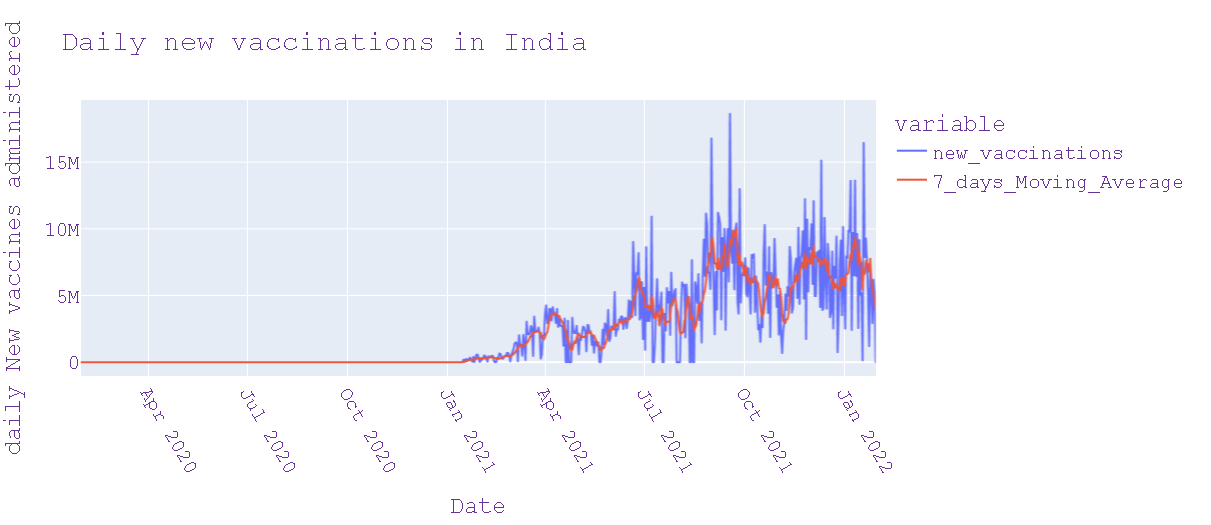 Daily new vaccinations in India
daily New vaccines administered
15M
10M
5M
0
Apr 2020
Jul 2020
Oct 2020
Jan 2021
Apr 2021
Jul 2021
Oct 2021
Jan 2022
Date
variable
new_vaccinations
7_days_Moving_Average